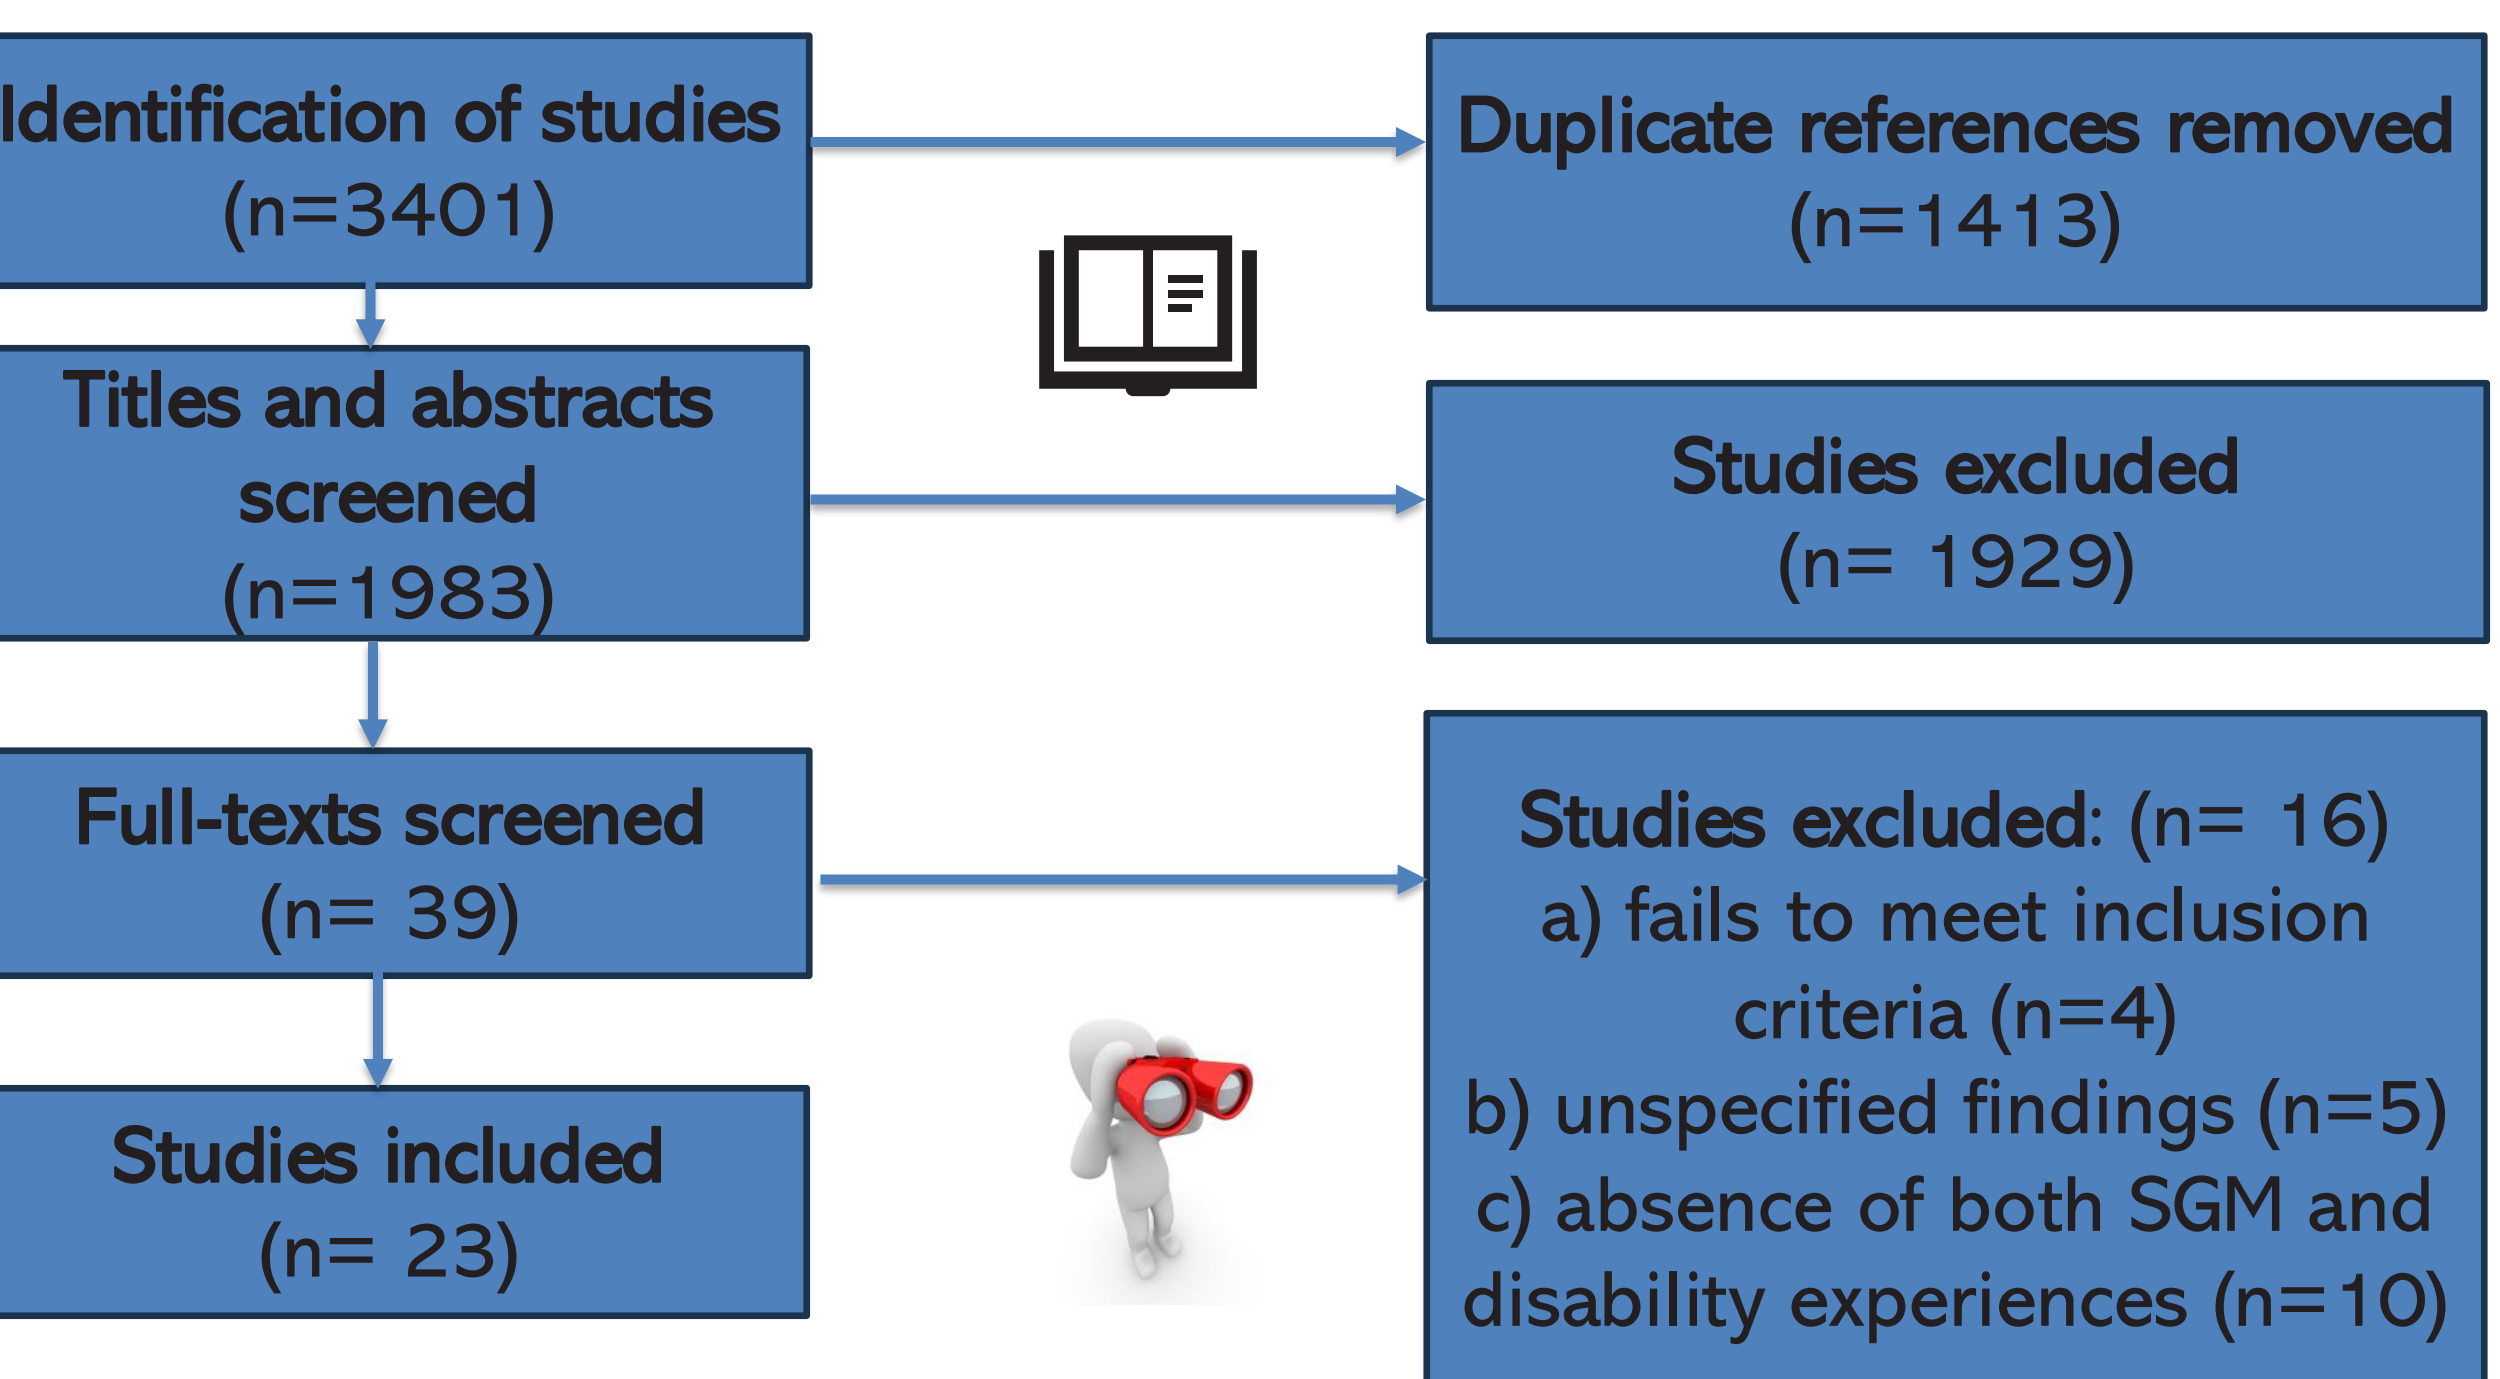 Identification of studies
(n=3401)
Duplicate references removed
(n=1413)
Titles and abstracts
screened
(n=1983)
Studies excluded
(n= 1929)
Full-texts screened
(n= 39)
Studies excluded: (n= 16)
a) fails to meet inclusion
criteria (n=4)
b) unspecified findings (n=5)
c) absence of both SGM and
disability experiences (n=10)
Studies included
(n= 23)